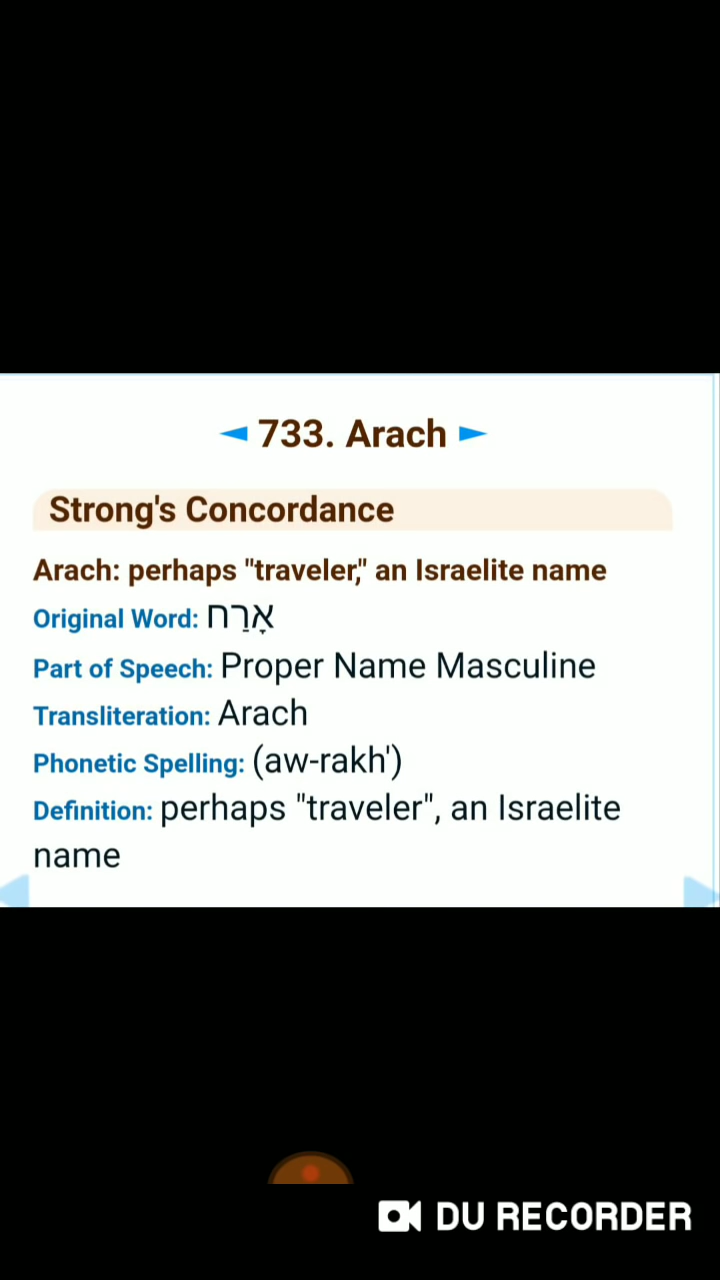 733. Arach
Strong's Concordance
Arach: perhaps "traveler," an Israelite name
Original Word: אָרַח
Part of Speech: Proper Name Masculine
Transliteration: Arach
Phonetic Spelling: (aw-rakh')
Definition: perhaps "traveler", an Israelite
name
DU RECORDER